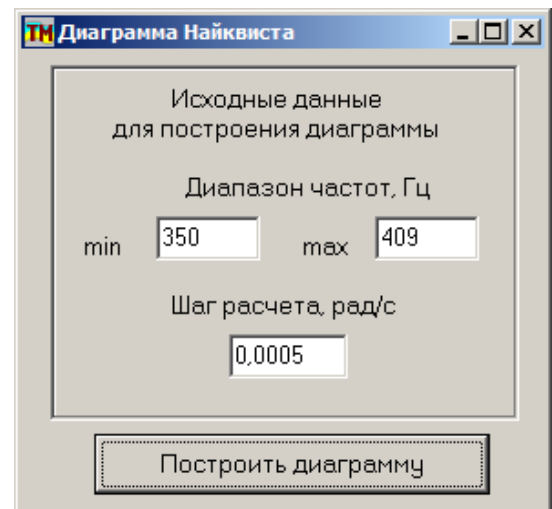 TM Диаграмма Найквиста
Исходные данные
для построения диаграммы
Диапазон частот, Гц
min 350 max 409
Шаг расчета, рад/с
0,0005
Построить диаграмму